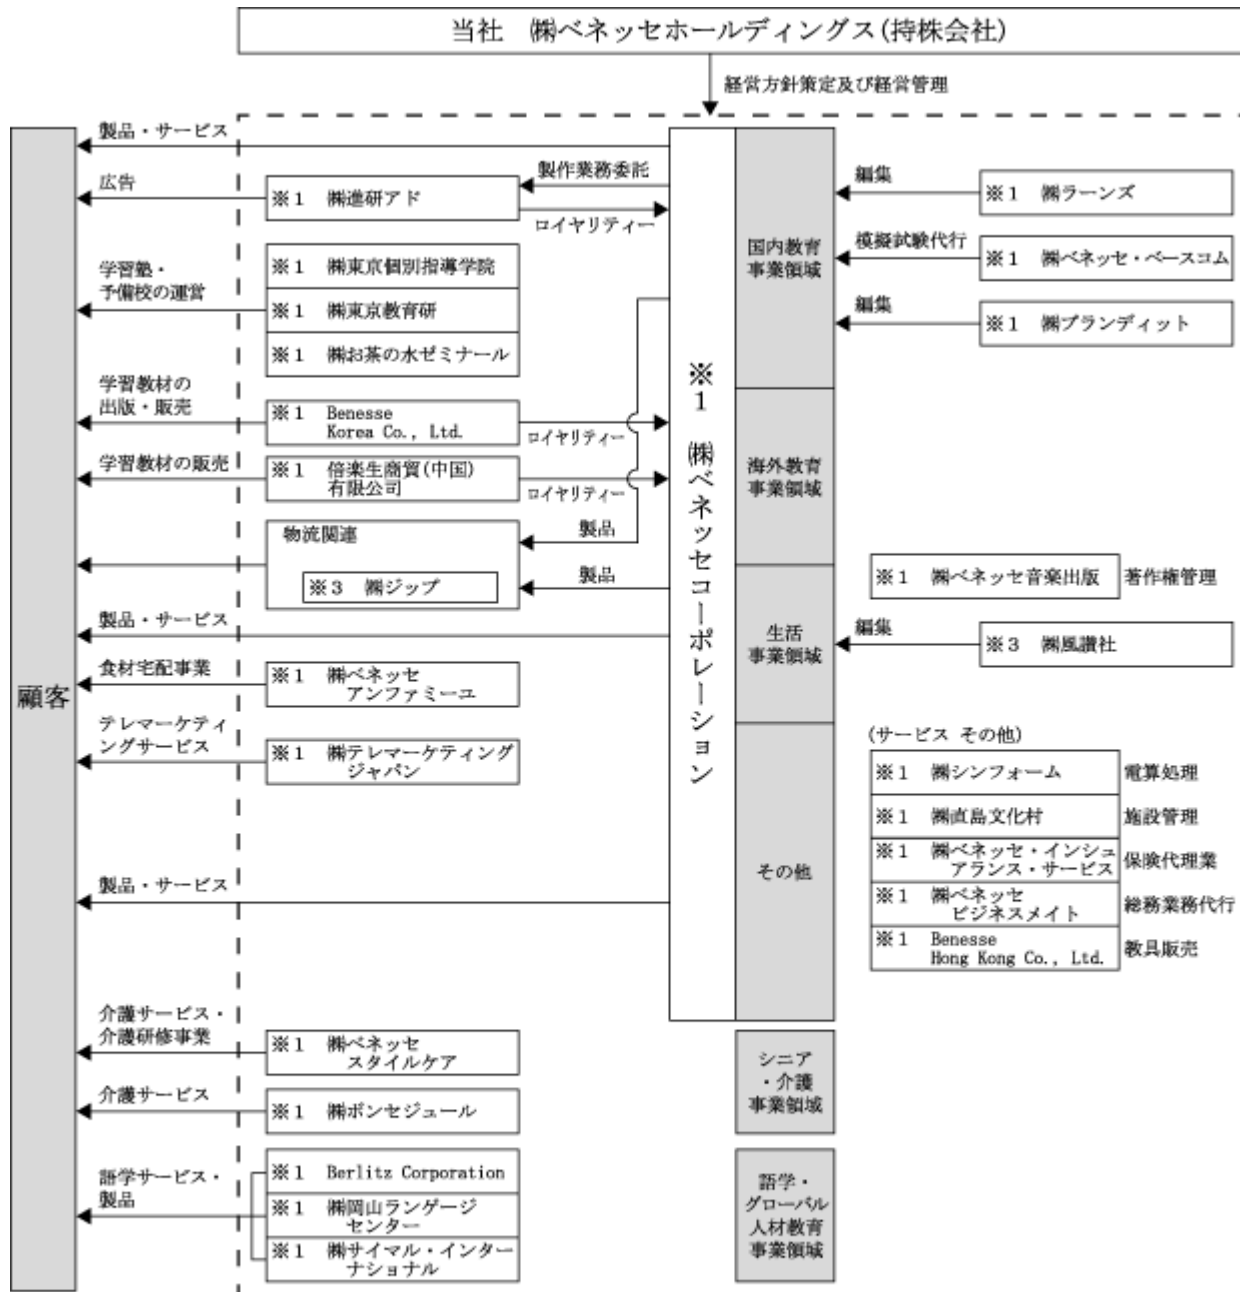 当社 ㈱ベネッセホールディングス(持株会社)
経営方針策定及び経営管理
顧客
製品・サービス
広告
学習塾・
予備校の運営
学習教材の
出版・販売
学習教材の販売
製品・サービス
食材宅配事業
テレマーケティ
ングサービス
製品・サービス
介護サービス・
介護研修事業
介護サービス
語学サービス・
製品
※1 ㈱進研アド
製作業務委託
ロイヤリティー
※1 ㈱東京個別指導学院
※1 ㈱東京教育研
※1 ㈱お茶の水ゼミナール
※1 Benesse
Korea Co., Ltd.
ロイヤリティー
※1 倍楽生商貿(中国)
有限公司
ロイヤリティー
物流関連
※3 ㈱ジップ
製品
製品
※1 ㈱ベネッセ
アンファミーユ
※1 ㈱テレマーケティング
ジャパン
※1 ㈱ベネッセ
スタイルケア
※1 ㈱ボンセジュール
※1 Berlitz Corporation
※1 ㈱岡山ランゲージ
センター
※1 ㈱サイマル・インター
ナショナル
※1 ㈱ベネッセコーポレーション
国内教育
事業領域
海外教育
事業領域
生活
事業領域
その他
シニア
・介護
事業領域
語学・
グローバル
人材教育
事業領域
編集
※1 ㈱ラーンズ
模擬試験代行
※1 ㈱ベネッセ・ベースコム
編集
※1 ㈱プランディット
※1 ㈱ベネッセ音楽出版 著作権管理
編集
※3 ㈱風讃社
(サービス その他)
※1 ㈱シンフォーム 電算処理
※1 ㈱直島文化村 施設管理
※1 ㈱ベネッセ・インシュ
アランス・サービス 保険代理業
※1 ㈱ベネッセ
ビジネスメイト 総務業務代行
※1 Benesse
Hong Kong Co., Ltd. 教具販売